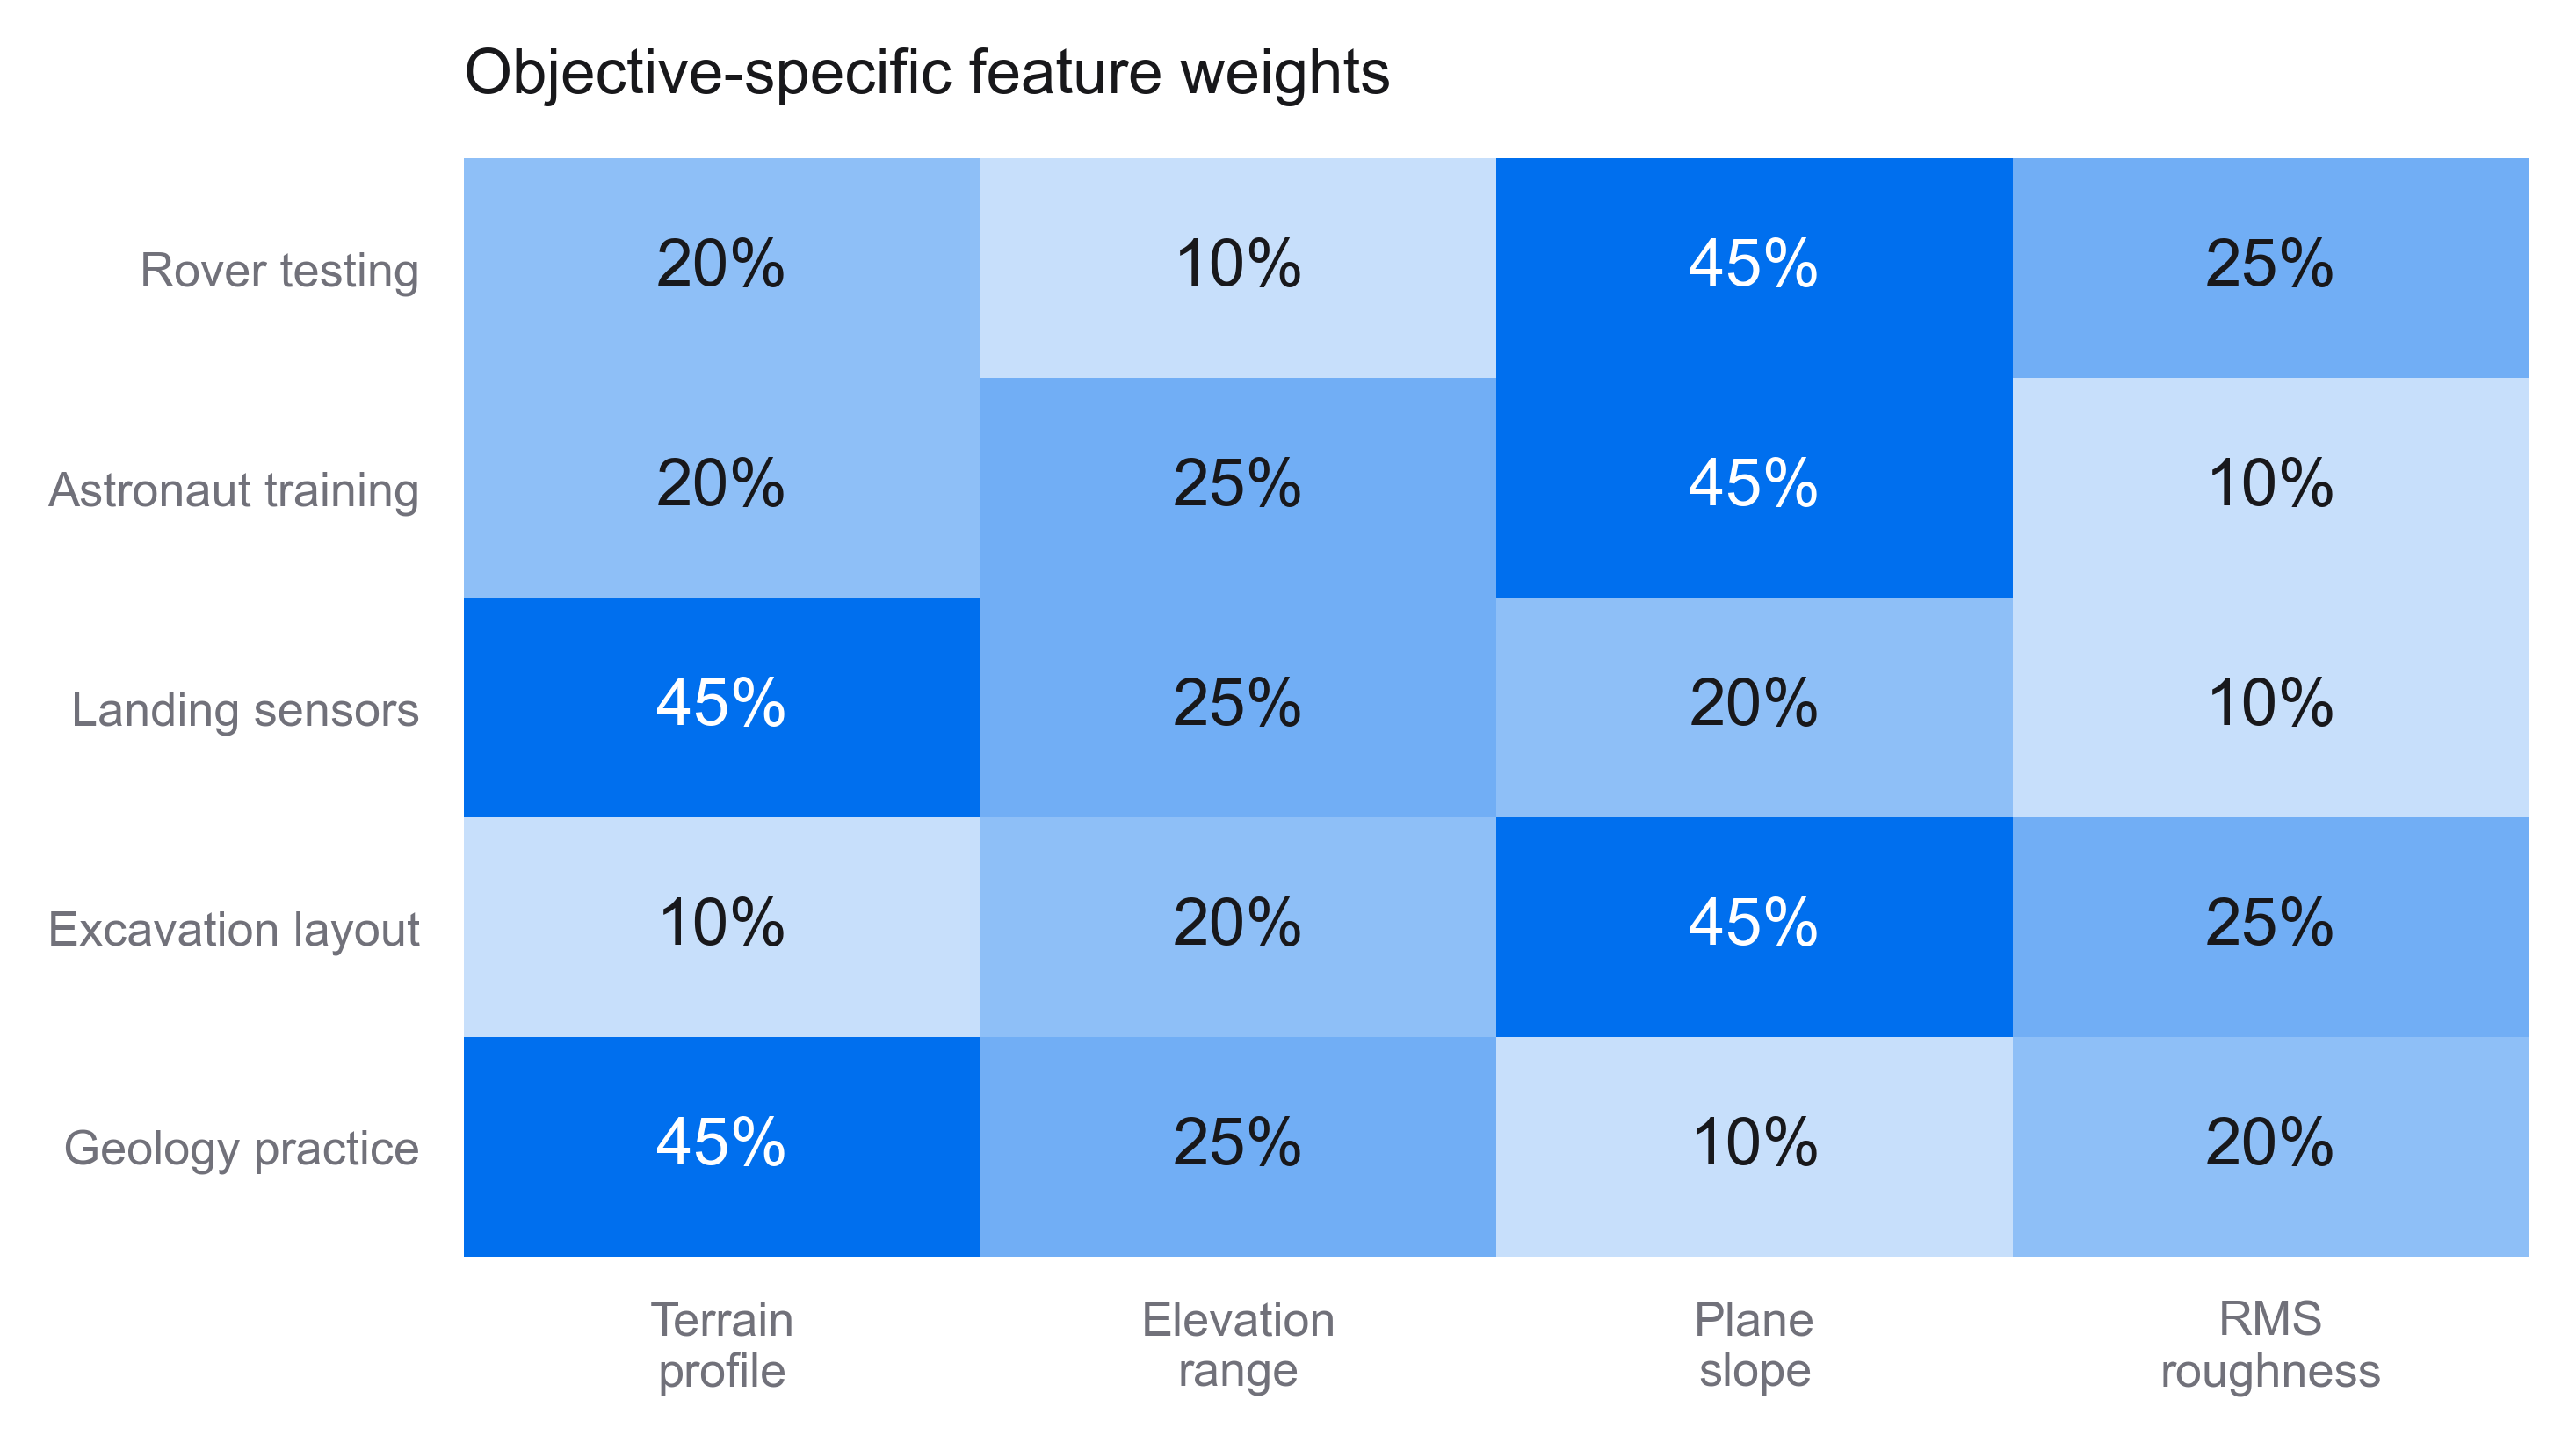 Objective-specific feature weights
Rover testing 20% 10% 45% 25%
Astronaut training 20% 25% 45% 10%
Landing sensors 45% 25% 20% 10%
Excavation layout 10% 20% 45% 25%
Geology practice 45% 25% 10% 20%
Terrain Elevation Plane RMS
profile range slope roughness